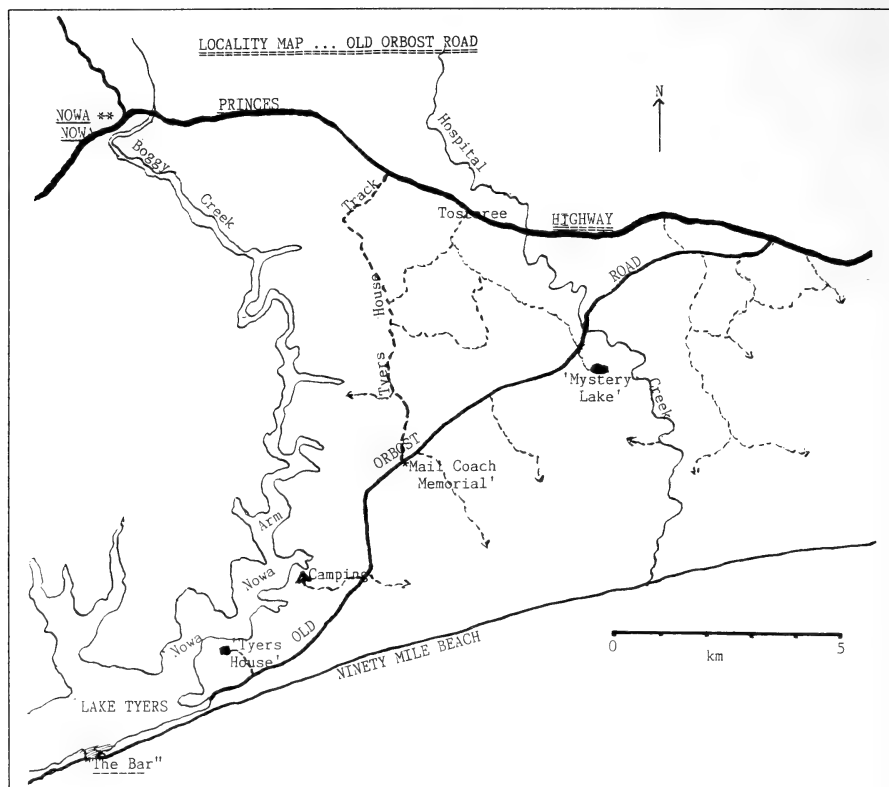 LOCALITY MAP ... OLD ORBOST ROAD
N
PRINCES
NOWA **
NOWA
Boggy
Creek
Hospital
Track
Tostaree
HIGHWAY
ROAD
House
Tyers
'Mystery
Lake'
Creek
ORBOST
'Mail Coach
Memorial'
Arm
Nowa
Camping
OLD
'Tyers
House'
Nowa
NINETY MILE BEACH
0 5
km
LAKE TYERS
"The Bar"